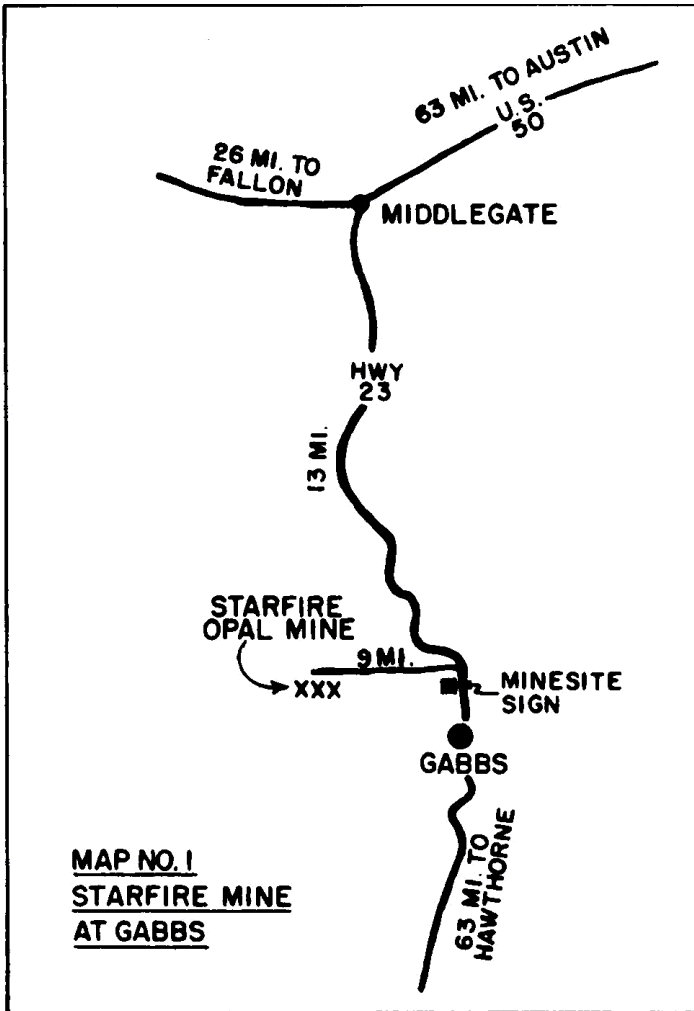 63 MI. TO AUSTIN
U.S.
50
26 MI. TO
FALLON
MIDDLEGATE
HWY
23
13 MI.
STARFIRE
OPAL MINE
9 MI.
XXX
MINESITE
SIGN
GABBS
63 MI. TO
HAWTHORNE
MAP NO. 1
STARFIRE MINE
AT GABBS